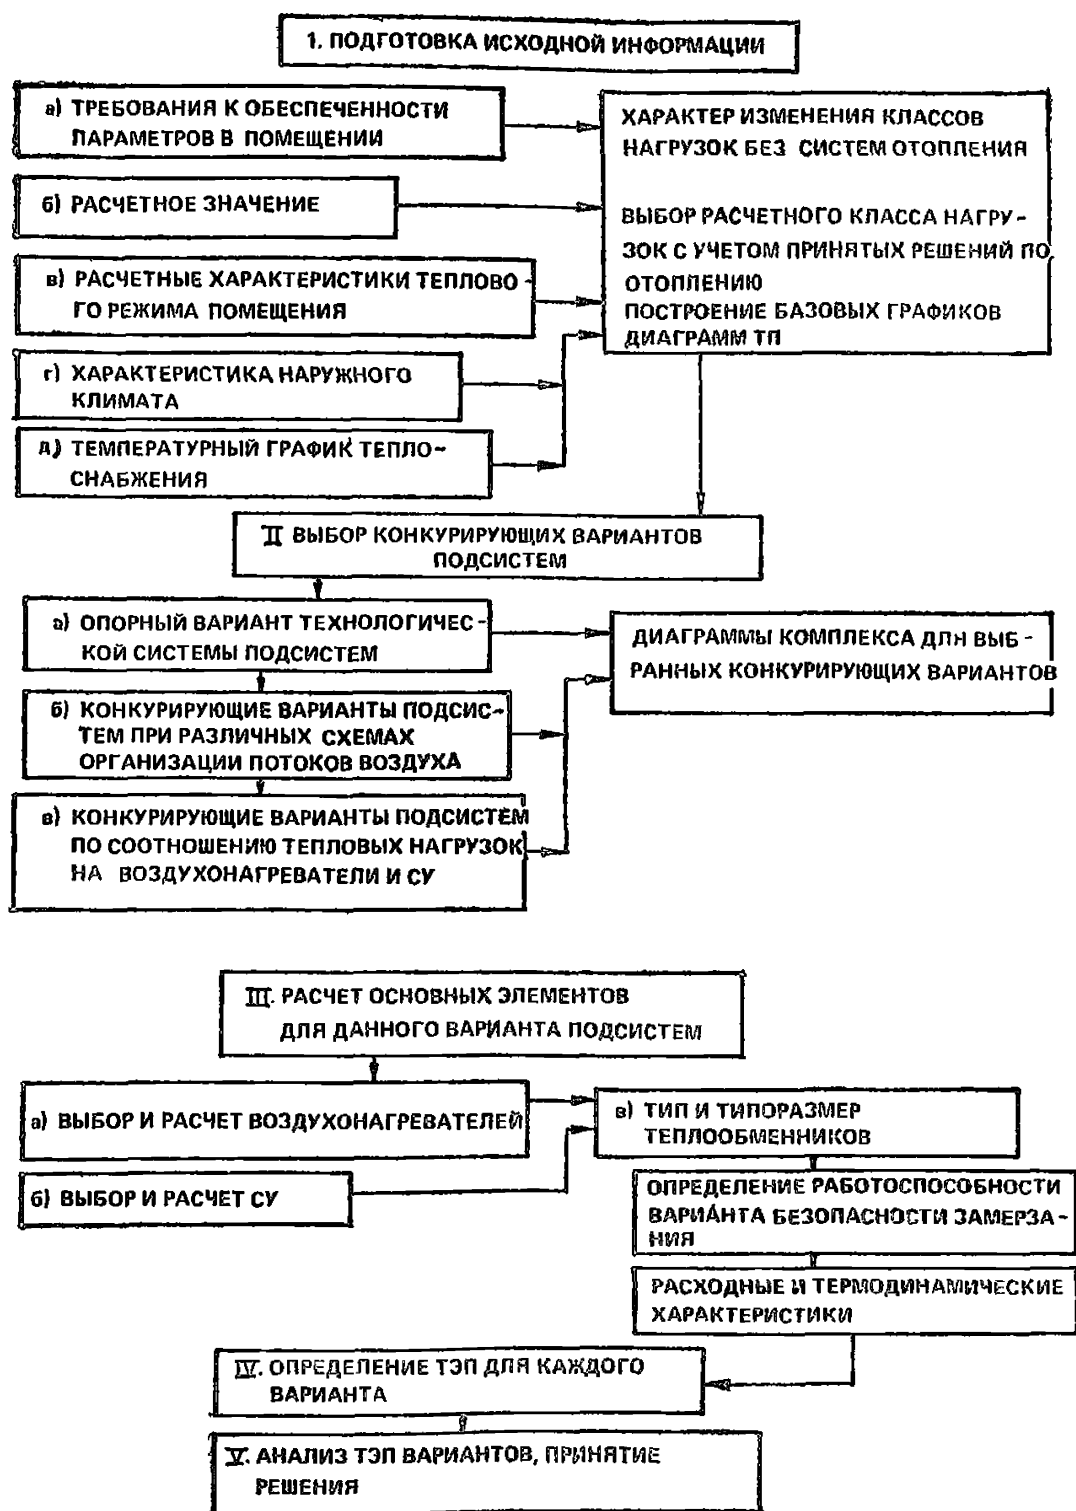 1. ПОДГОТОВКА ИСХОДНОЙ ИНФОРМАЦИИ
а) ТРЕБОВАНИЯ К ОБЕСПЕЧЕННОСТИ
ПАРАМЕТРОВ В ПОМЕЩЕНИИ
б) РАСЧЕТНОЕ ЗНАЧЕНИЕ
в) РАСЧЕТНЫЕ ХАРАКТЕРИСТИКИ ТЕПЛОВО-
ГО РЕЖИМА ПОМЕЩЕНИЯ
г) ХАРАКТЕРИСТИКА НАРУЖНОГО
КЛИМАТА
д) ТЕМПЕРАТУРНЫЙ ГРАФИК ТЕПЛО-
СНАБЖЕНИЯ
ХАРАКТЕР ИЗМЕНЕНИЯ КЛАССОВ
НАГРУЗОК БЕЗ СИСТЕМ ОТОПЛЕНИЯ
ВЫБОР РАСЧЕТНОГО КЛАССА НАГРУ-
ЗОК С УЧЕТОМ ПРИНЯТЫХ РЕШЕНИЙ ПО
ОТОПЛЕНИЮ
ПОСТРОЕНИЕ БАЗОВЫХ ГРАФИКОВ
ДИАГРАММ ТП
II ВЫБОР КОНКУРИРУЮЩИХ ВАРИАНТОВ
ПОДСИСТЕМ
а) ОПОРНЫЙ ВАРИАНТ ТЕХНОЛОГИЧЕС-
КОЙ СИСТЕМЫ ПОДСИСТЕМ
б) КОНКУРИРУЮЩИЕ ВАРИАНТЫ ПОДСИС-
ТЕМ ПРИ РАЗЛИЧНЫХ СХЕМАХ
ОРГАНИЗАЦИИ ПОТОКОВ ВОЗДУХА
в) КОНКУРИРУЮЩИЕ ВАРИАНТЫ ПОДСИСТЕМ
ПО СООТНОШЕНИЮ ТЕПЛОВЫХ НАГРУЗОК
НА ВОЗДУХОНАГРЕВАТЕЛИ И СУ
ДИАГРАММЫ КОМПЛЕКСА ДЛН ВЫБ-
РАННЫХ КОНКУРИРУЮЩИХ ВАРИАНТОВ
III. РАСЧЕТ ОСНОВНЫХ ЭЛЕМЕНТОВ
ДЛЯ ДАННОГО ВАРИАНТА ПОДСИСТЕМ
а) ВЫБОР И РАСЧЕТ ВОЗДУХОНАГРЕВАТЕЛЕЙ
б) ВЫБОР И РАСЧЕТ СУ
в) ТИП И ТИПОРАЗМЕР
ТЕПЛООБМЕННИКОВ
ОПРЕДЕЛЕНИЕ РАБОТОСПОСОБНОСТИ
ВАРИАНТА БЕЗОПАСНОСТИ ЗАМЕРЗА-
НИЯ
РАСХОДНЫЕ И ТЕРМОДИНАМИЧЕСКИЕ
ХАРАКТЕРИСТИКИ
IV. ОПРЕДЕЛЕНИЕ ТЭП ДЛЯ КАЖДОГО
ВАРИАНТА
V. АНАЛИЗ ТЭП ВАРИАНТОВ, ПРИНЯТИЕ
РЕШЕНИЯ